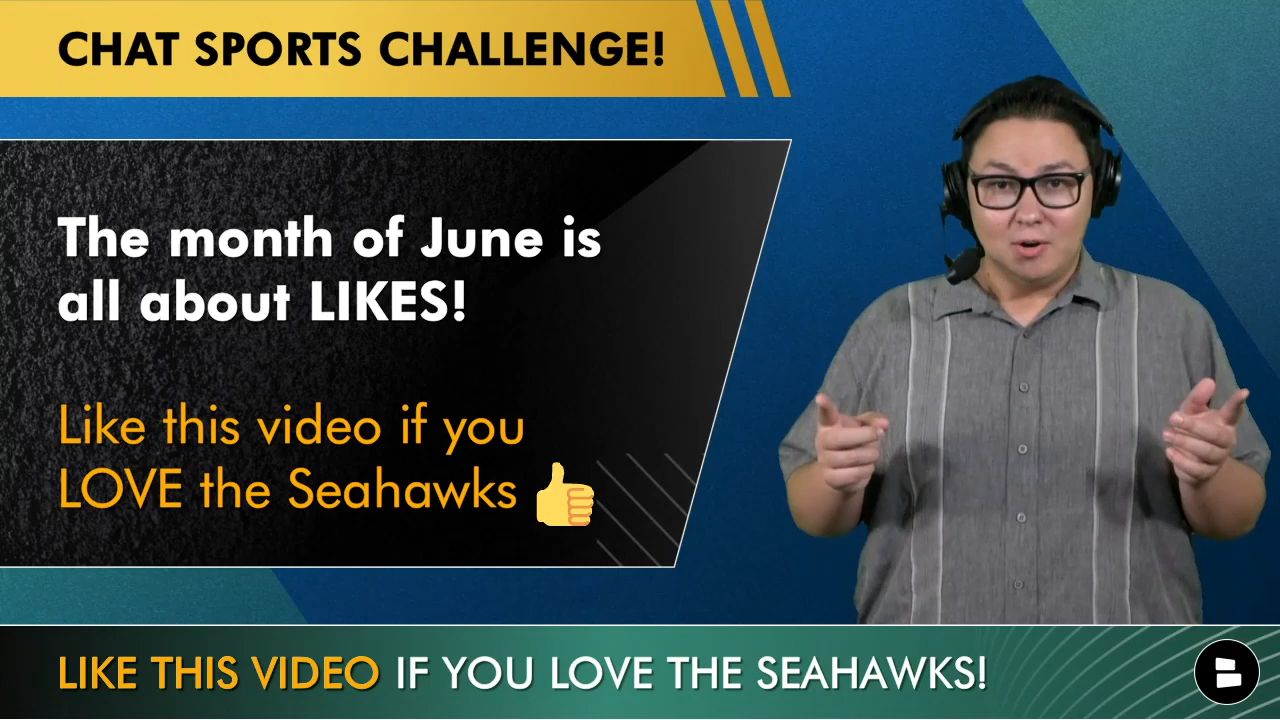 CHAT SPORTS CHALLENGE!
The month of June is
all about LIKES!
Like this video if you
LOVE the Seahawks 👍
LIKE THIS VIDEO IF YOU LOVE THE SEAHAWKS!